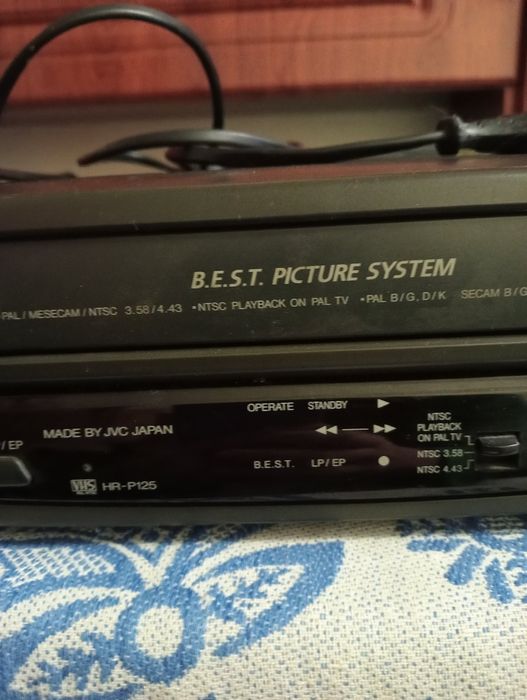 B.E.S.T. PICTURE SYSTEM
PAL / MESECAM / NTSC 3.58 / 4.43 •NTSC PLAYBACK ON PAL TV •PAL B/G, D/K SECAM B/G
OPERATE STANDBY
NTSC
PLAYBACK
ON PAL TV
MADE BY JVC JAPAN
/ EP
B.E.S.T. LP/EP
NTSC 3.58
NTSC 4.43
VHS HR-P125